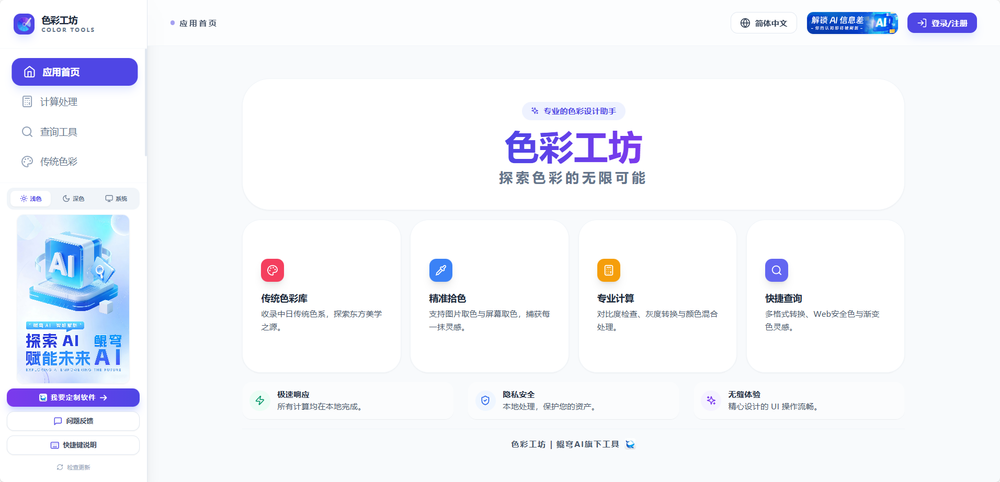 色彩工坊
COLOR TOOLS
应用首页
计算处理
查询工具
传统色彩
浅色
深色
系统
AI
“鲲穹 AI 智能赋新”
探索 AI 鲲穹
赋能未来 AI
EXPLORING AI EMPOWERING THE FUTURE
我要定制软件
问题反馈
快捷键说明
检查更新
应用首页
简体中文
解锁 AI 信息差
- 你的认知即将被刷新 -
AI
登录/注册
专业的色彩设计助手
色彩工坊
探索色彩的无限可能
传统色彩库
收录中日传统色系，探索东方美学
之源。
精准拾色
支持图片取色与屏幕取色，捕获每
一抹灵感。
专业计算
对比度检查、灰度转换与颜色混合
处理。
快捷查询
多格式转换、Web安全色与渐变
色灵感。
极速响应
所有计算均在本地完成。
隐私安全
本地处理，保护您的资产。
无缝体验
精心设计的 UI 操作流畅。
色彩工坊 | 鲲穹AI旗下工具